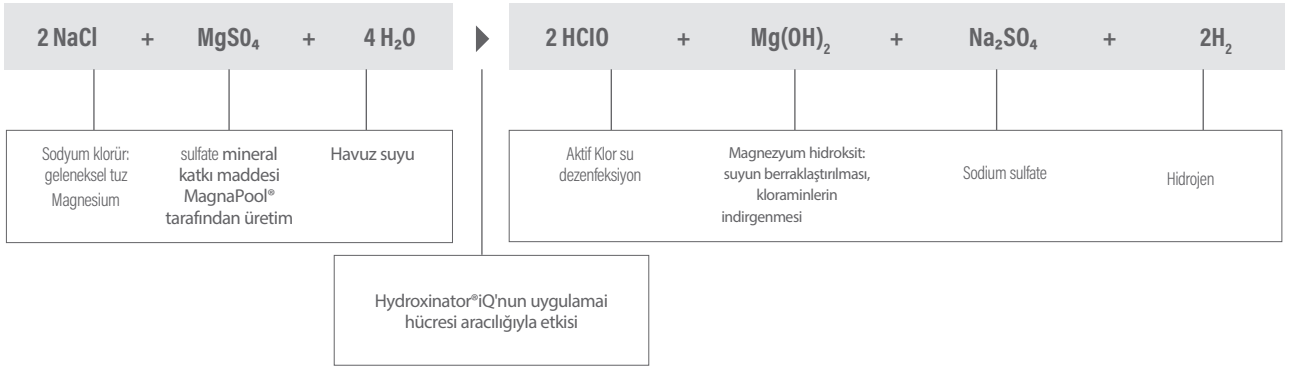 2 NaCl + MgSO₄ + 4 H₂O ▶ 2 HClO + Mg(OH)₂ + Na₂SO₄ + 2H₂
Sodyum klorür:
geleneksel tuz
Magnesium
sulfate mineral
katkı maddesi
MagnaPool®
tarafından üretim
Havuz suyu
Aktif Klor su
dezenfeksiyon
Magnezyum hidroksit:
suyun berraklaştırılması,
kloraminlerin
indirgenmesi
Sodium sulfate
Hidrojen
Hydroxinator®iQ'nun uygulamai
hücresi aracılığıyla etkisi